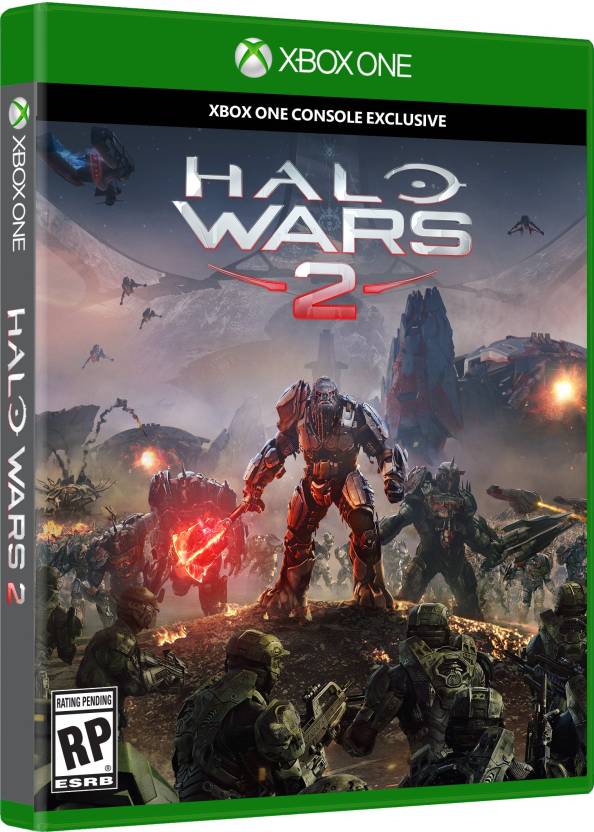 XBOX ONE
XBOX ONE CONSOLE EXCLUSIVE
HALO
WARS
2
XBOX ONE
HALO WARS 2
RATING PENDING
RP
ESRB